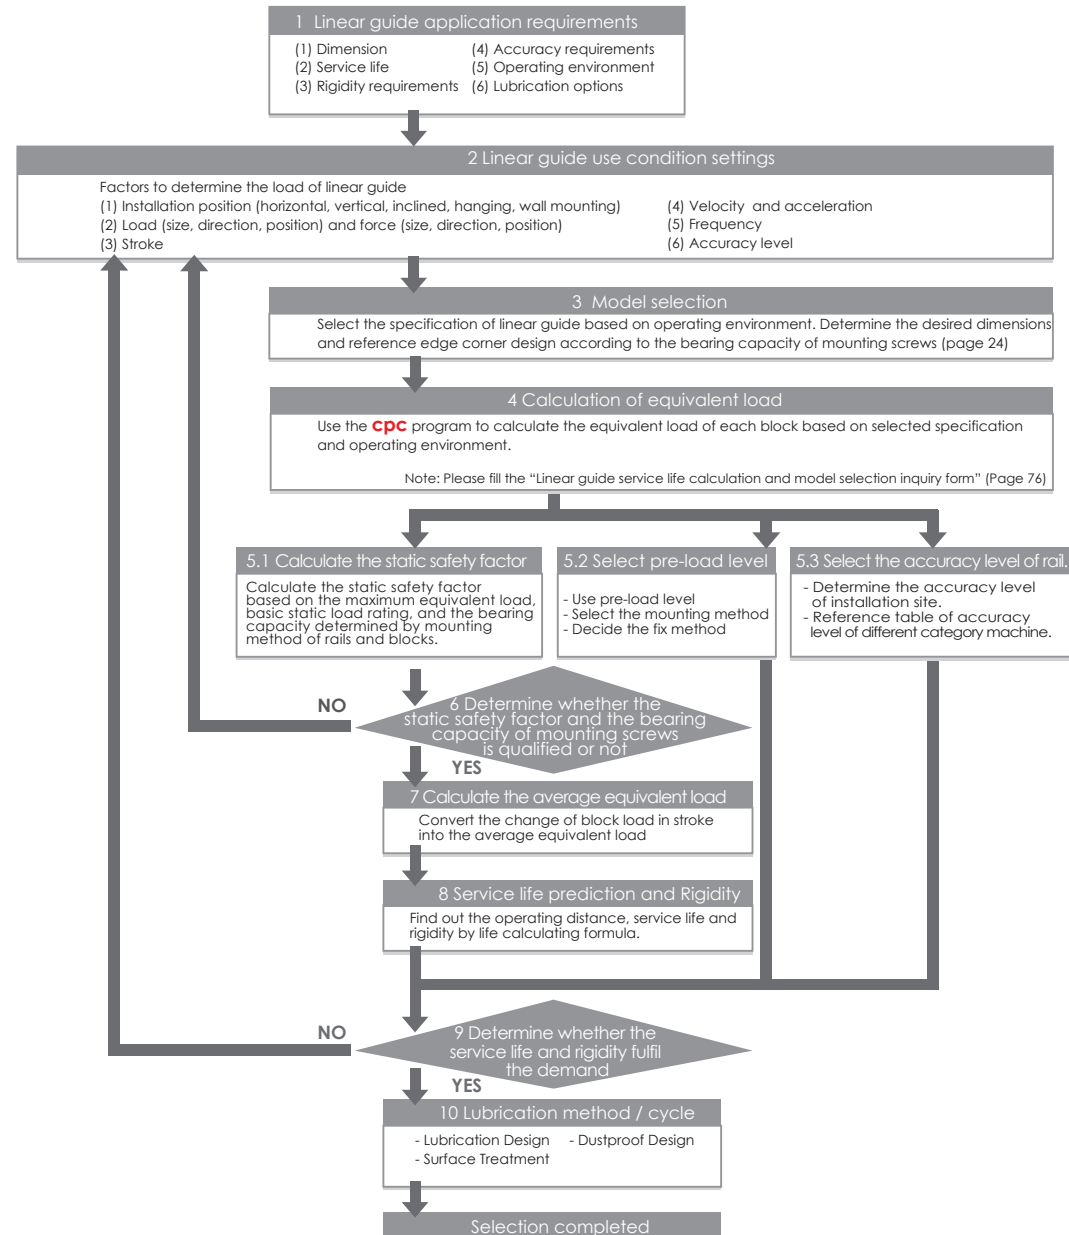 1 Linear guide application requirements
(1) Dimension
(2) Service life
(3) Rigidity requirements
(4) Accuracy requirements
(5) Operating environment
(6) Lubrication options
2 Linear guide use condition settings
Factors to determine the load of linear guide
(1) Installation position (horizontal, vertical, inclined, hanging, wall mounting)
(2) Load (size, direction, position) and force (size, direction, position)
(3) Stroke
(4) Velocity and acceleration
(5) Frequency
(6) Accuracy level
3 Model selection
Select the specification of linear guide based on operating environment. Determine the desired dimensions
and reference edge corner design according to the bearing capacity of mounting screws (page 24)
4 Calculation of equivalent load
Use the cpc program to calculate the equivalent load of each block based on selected specification
and operating environment.
Note: Please fill the “Linear guide service life calculation and model selection inquiry form” (Page 76)
5.1 Calculate the static safety factor
Calculate the static safety factor
based on the maximum equivalent load,
basic static load rating, and the bearing
capacity determined by mounting
method of rails and blocks.
5.2 Select pre-load level
- Use pre-load level
- Select the mounting method
- Decide the fix method
5.3 Select the accuracy level of rail.
- Determine the accuracy level
of installation site.
- Reference table of accuracy
level of different category machine.
NO
6 Determine whether the
static safety factor and the bearing
capacity of mounting screws
is qualified or not
YES
7 Calculate the average equivalent load
Convert the change of block load in stroke
into the average equivalent load
8 Service life prediction and Rigidity
Find out the operating distance, service life and
rigidity by life calculating formula.
NO
9 Determine whether the
service life and rigidity fulfil
the demand
YES
10 Lubrication method / cycle
- Lubrication Design - Dustproof Design
- Surface Treatment
Selection completed